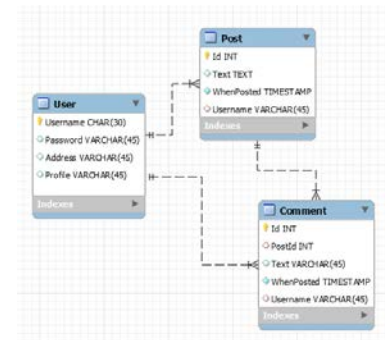 Post
Id INT
Text TEXT
WhenPosted TIMESTAMP
Username VARCHAR(45)
Indexes
User
Username CHAR(30)
Password VARCHAR(45)
Address VARCHAR(45)
Profile VARCHAR(45)
Indexes
Comment
Id INT
PostId INT
Text VARCHAR(45)
WhenPosted TIMESTAMP
Username VARCHAR(45)
Indexes